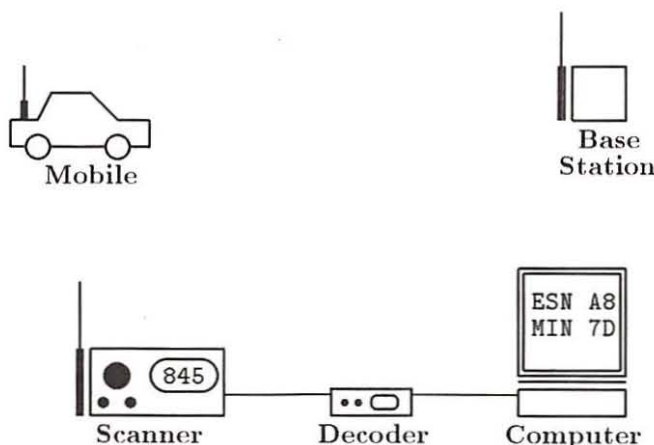 Mobile
Base
Station
845
ESN A8
MIN 7D
Scanner
Decoder
Computer